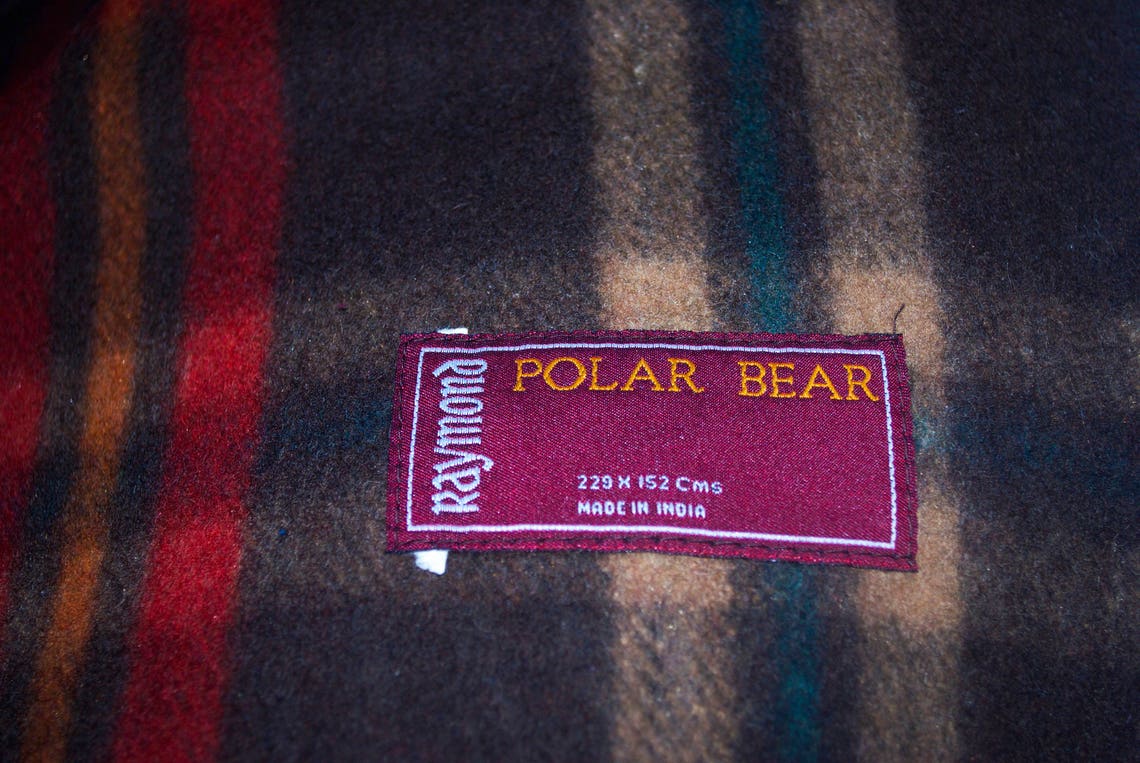 Raymond
POLAR BEAR
229 X 152 Cms
MADE IN INDIA